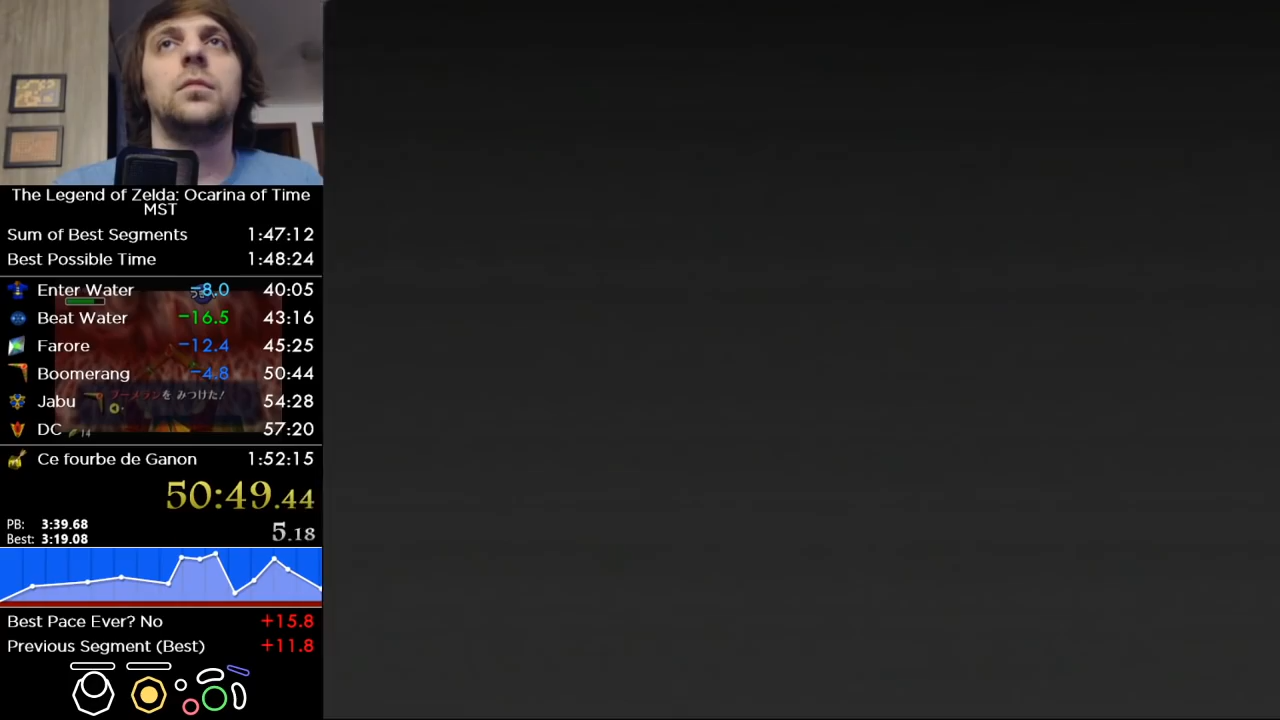 The Legend of Zelda: Ocarina of Time
MST
Sum of Best Segments 1:47:12
Best Possible Time 1:48:24
Enter Water -8.0 40:05
Beat Water -16.5 43:16
Farore -12.4 45:25
Boomerang -4.8 50:44
ブーメランを みつけた!
Jabu 54:28
DC 57:20
14
Ce fourbe de Ganon 1:52:15
50:49.44
PB: 3:39.68
5.18
Best: 3:19.08
Best Pace Ever? No +15.8
Previous Segment (Best) +11.8